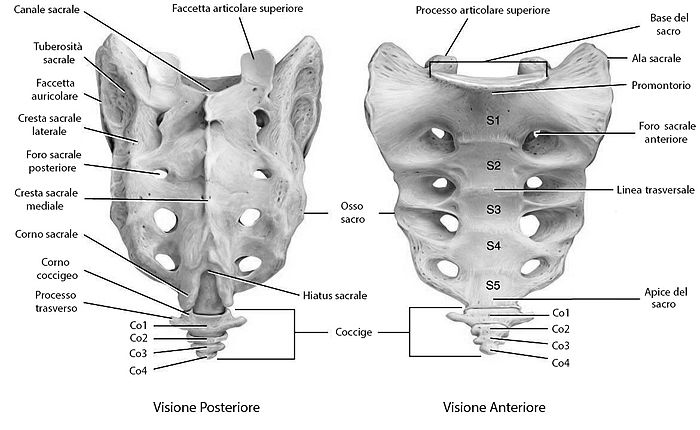 Canale sacrale
Faccetta articolare superiore
Tuberosità
sacrale
Faccetta
auricolare
Cresta sacrale
laterale
Foro sacrale
posteriore
Cresta sacrale
mediale
Corno sacrale
Corno
coccigeo
Processo
trasverso
Co1
Co2
Co3
Co4
Hiatus sacrale
Osso
sacro
Coccige
Processo articolare superiore
Base del
sacro
Ala sacrale
Promontorio
Foro sacrale
anteriore
Linea trasversale
Apice del
sacro
S1
S2
S3
S4
S5
Co1
Co2
Co3
Co4
Visione Posteriore
Visione Anteriore